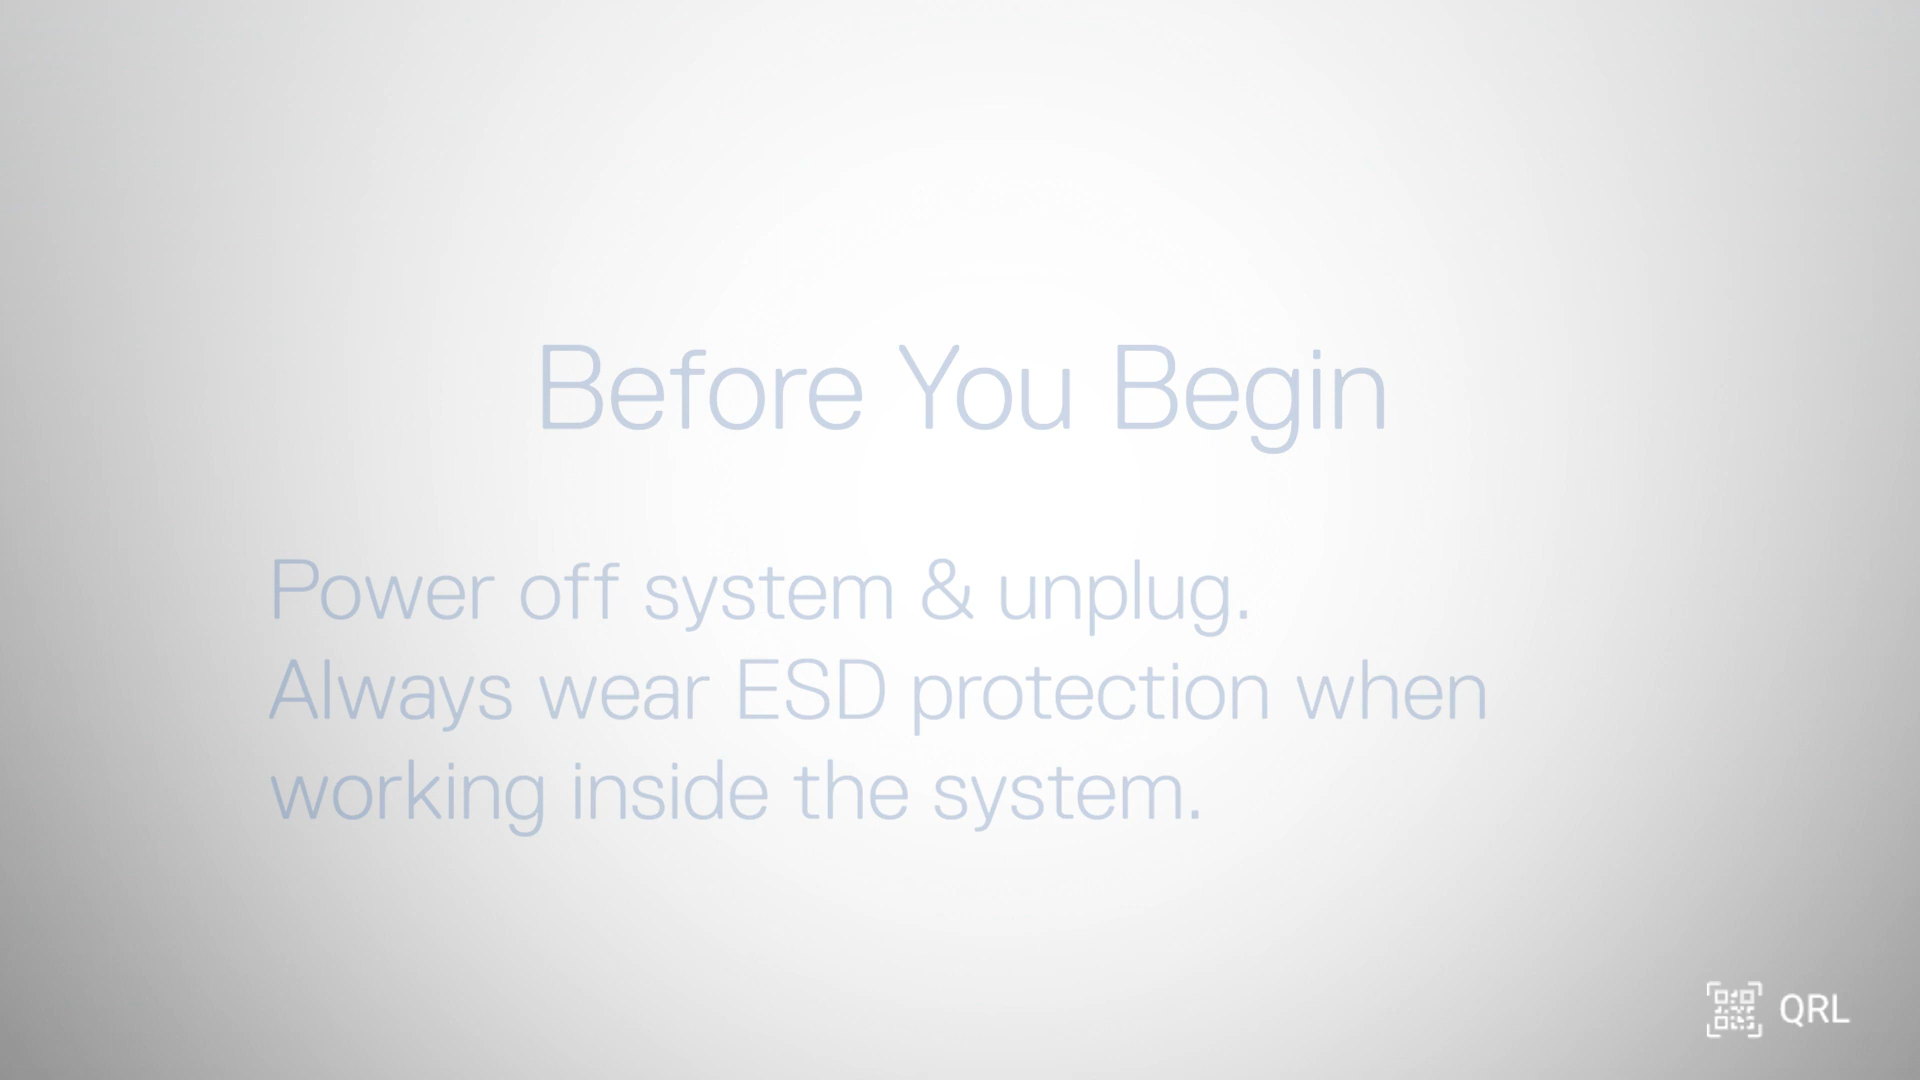 Before You Begin
Power off system & unplug.
Always wear ESD protection when
working inside the system.
QRL